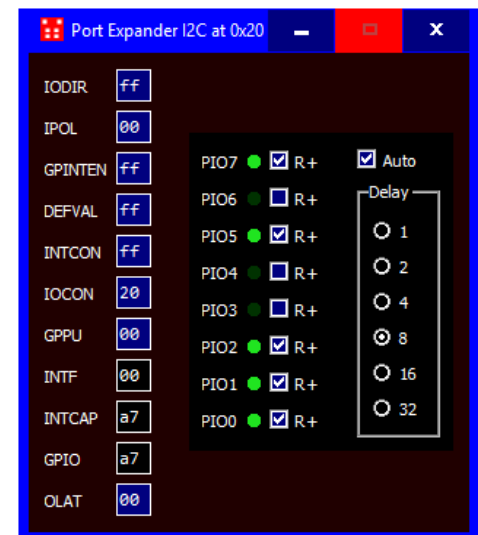 Port Expander I2C at 0x20
IODIR ff
IPOL 00
GPINTEN ff
DEFVAL ff
INTCON ff
IOCON 20
GPPU 00
INTF 00
INTCAP a7
GPIO a7
OLAT 00
PIO7 R+
PIO6 R+
PIO5 R+
PIO4 R+
PIO3 R+
PIO2 R+
PIO1 R+
PIO0 R+
Auto
Delay
1
2
4
8
16
32